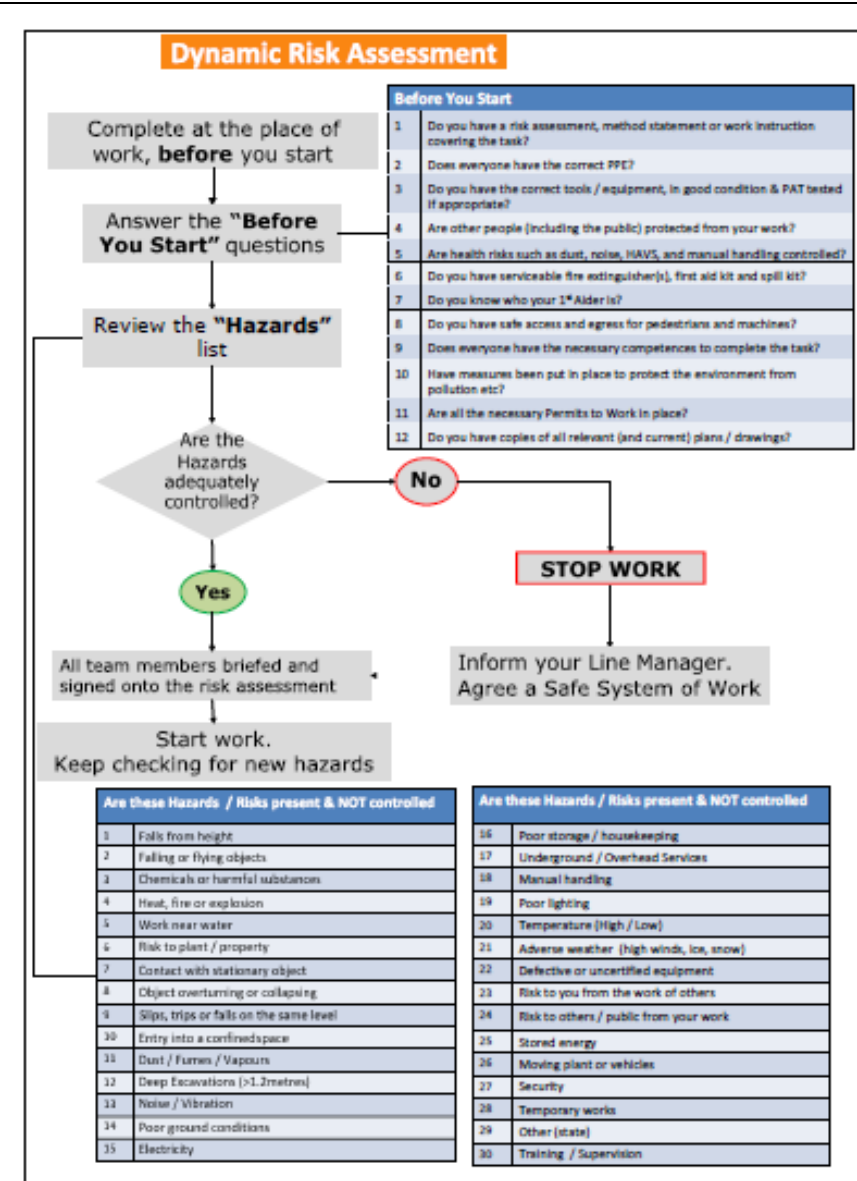 Dynamic Risk Assessment
Complete at the place of
work, before you start
Answer the "Before
You Start" questions
Review the "Hazards"
list
Before You Start
1 Do you have a risk assessment, method statement or work instruction
covering the task?
2 Does everyone have the correct PPE?
3 Do you have the correct tools / equipment, in good condition & PAT tested
if appropriate?
4 Are other people (including the public) protected from your work?
5 Are health risks such as dust, noise, HAVS, and manual handling controlled?
6 Do you have serviceable fire extinguisher(s), first aid kit and spill kit?
7 Do you know who your 1st Aider is?
8 Do you have safe access and egress for pedestrians and machines?
9 Does everyone have the necessary competences to complete the task?
10 Have measures been put in place to protect the environment from
pollution etc?
11 Are all the necessary Permits to Work in place?
12 Do you have copies of all relevant (and current) plans / drawings?
Are the
Hazards
adequately
controlled?
No
Yes
STOP WORK
Inform your Line Manager.
Agree a Safe System of Work
All team members briefed and
signed onto the risk assessment
Start work.
Keep checking for new hazards
Are these Hazards / Risks present & NOT controlled
1 Falls from height
2 Falling or flying objects
3 Chemicals or harmful substances
4 Heat, fire or explosion
5 Work near water
6 Risk to plant / property
7 Contact with stationary object
8 Object overturning or collapsing
9 Slips, trips or falls on the same level
10 Entry into a confinedspace
11 Dust / Fumes / Vapours
12 Deep Excavations (>1.2metres)
13 Noise / Vibration
14 Poor ground conditions
15 Electricity
Are these Hazards / Risks present & NOT controlled
16 Poor storage / housekeeping
17 Underground / Overhead Services
18 Manual handling
19 Poor lighting
20 Temperature (High / Low)
21 Adverse weather (high winds, ice, snow)
22 Defective or uncertified equipment
23 Risk to you from the work of others
24 Risk to others / public from your work
25 Stored energy
26 Moving plant or vehicles
27 Security
28 Temporary works
29 Other (state)
30 Training / Supervision